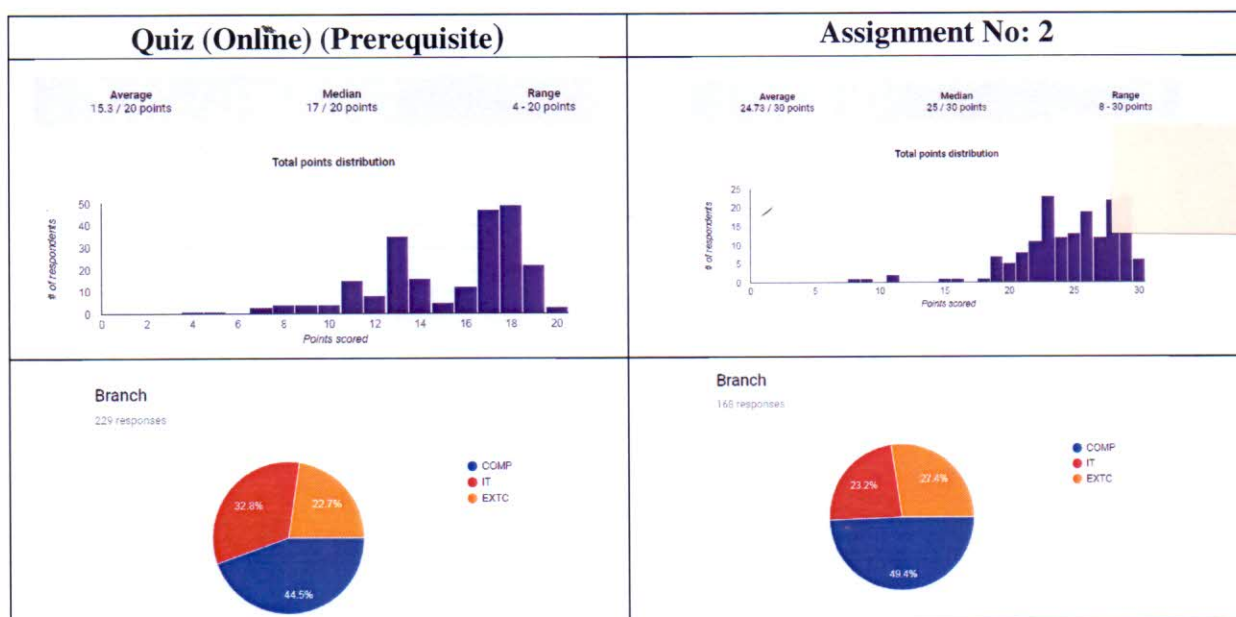 Quiz (Online) (Prerequisite)
Average
15.3 / 20 points
Median
17 / 20 points
Range
4 - 20 points
Total points distribution
# of respondents
50
40
30
20
10
0
0 2 4 6 8 10 12 14 16 18 20
Points scored
Assignment No: 2
Average
24.73 / 30 points
Median
25 / 30 points
Range
8 - 30 points
Total points distribution
# of respondents
25
20
15
10
5
0
0 5 10 15 20 25 30
Points scored
Branch
229 responses
32.8%
22.7%
44.5%
COMP
IT
EXTC
Branch
168 responses
23.2%
27.4%
49.4%
COMP
IT
EXTC